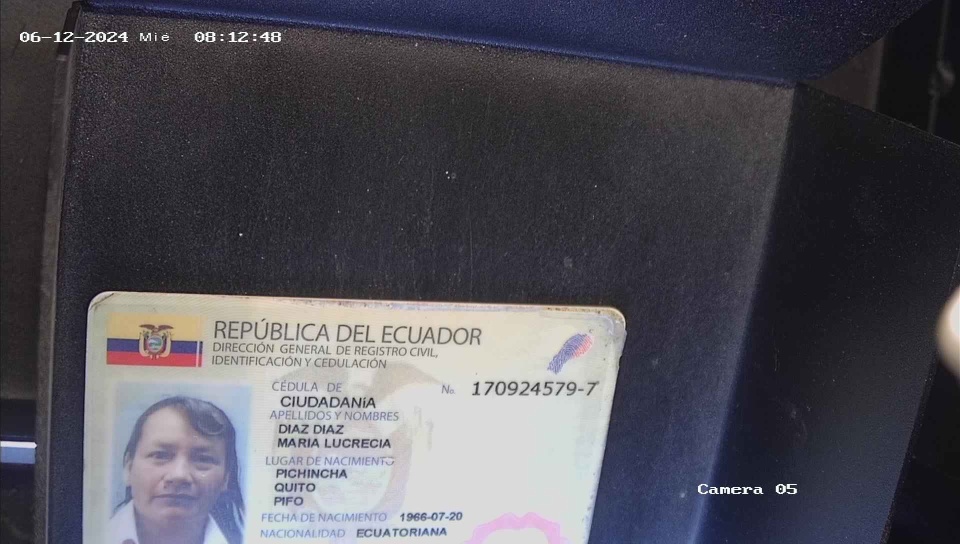 06-12-2024 Mie 08:12:48
REPÚBLICA DEL ECUADOR
DIRECCIÓN GENERAL DE REGISTRO CIVIL,
IDENTIFICACIÓN Y CEDULACIÓN
CÉDULA DE No. 170924579-7
CIUDADANÍA
APELLIDOS Y NOMBRES
DIAZ DIAZ
MARIA LUCRECIA
LUGAR DE NACIMIENTO
PICHINCHA
QUITO
PIFO
FECHA DE NACIMIENTO 1966-07-20
NACIONALIDAD ECUATORIANA
Camera 05